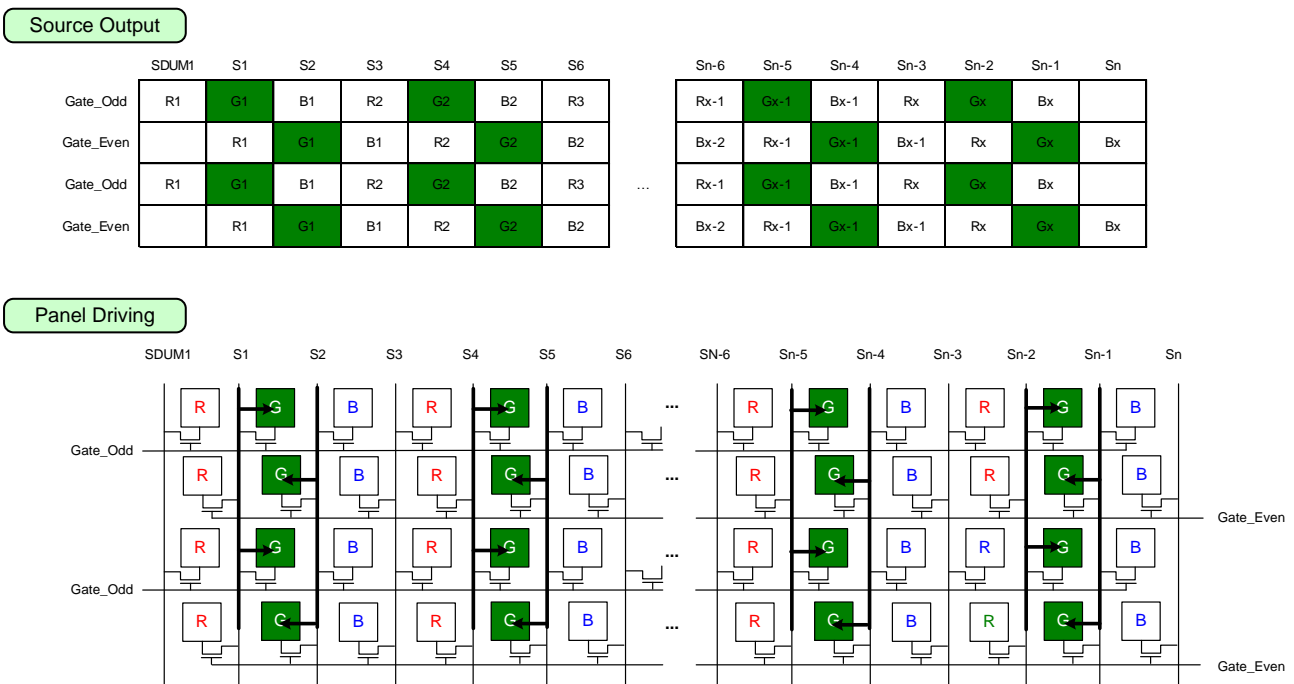 Source Output
SDUM1 S1 S2 S3 S4 S5 S6 Sn-6 Sn-5 Sn-4 Sn-3 Sn-2 Sn-1 Sn
Gate_Odd R1 G1 B1 R2 G2 B2 R3 Rx-1 Gx-1 Bx-1 Rx Gx Bx
Gate_Even R1 G1 B1 R2 G2 B2 Bx-2 Rx-1 Gx-1 Bx-1 Rx Gx Bx
Gate_Odd R1 G1 B1 R2 G2 B2 R3 ... Rx-1 Gx-1 Bx-1 Rx Gx Bx
Gate_Even R1 G1 B1 R2 G2 B2 Bx-2 Rx-1 Gx-1 Bx-1 Rx Gx Bx
Panel Driving
SDUM1 S1 S2 S3 S4 S5 S6 SN-6 Sn-5 Sn-4 Sn-3 Sn-2 Sn-1 Sn
R G B R G B ... R G B R G B
Gate_Odd
R G B R G B ... R G B R G B
Gate_Even
R G B R G B ... R G B R G B
Gate_Odd
R G B R G B ... R G B R G B
Gate_Even